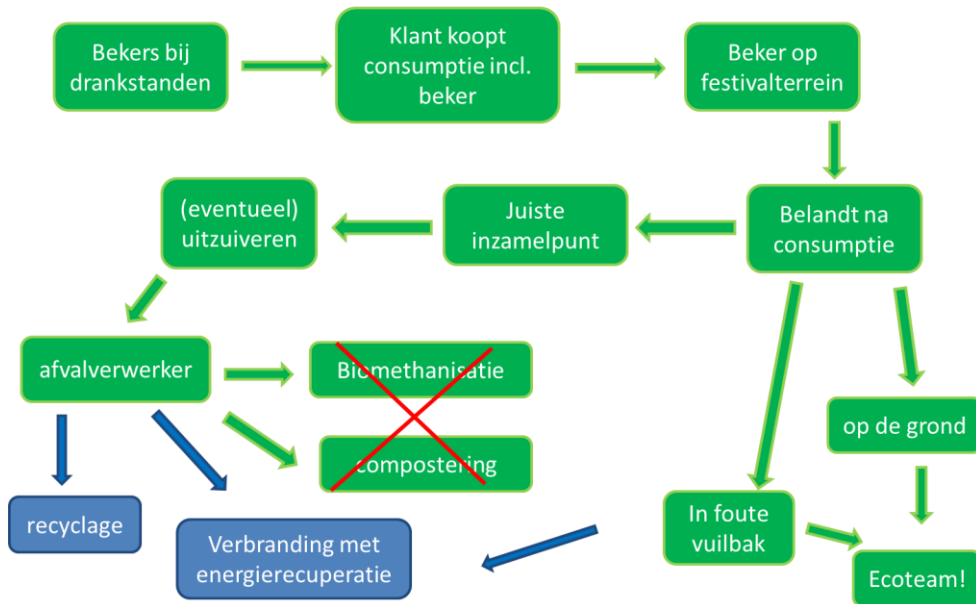 Bekers bij
drankstanden
Klant koopt
consumptie incl.
beker
Beker op
festivalterrein
(eventueel)
uitzuiveren
Juiste
inzamelpunt
Belandt na
consumptie
afvalverwerker
Biomethanisatie
compostering
op de grond
recyclage
Verbranding met
energierecuperatie
In foute
vuilbak
Ecoteam!